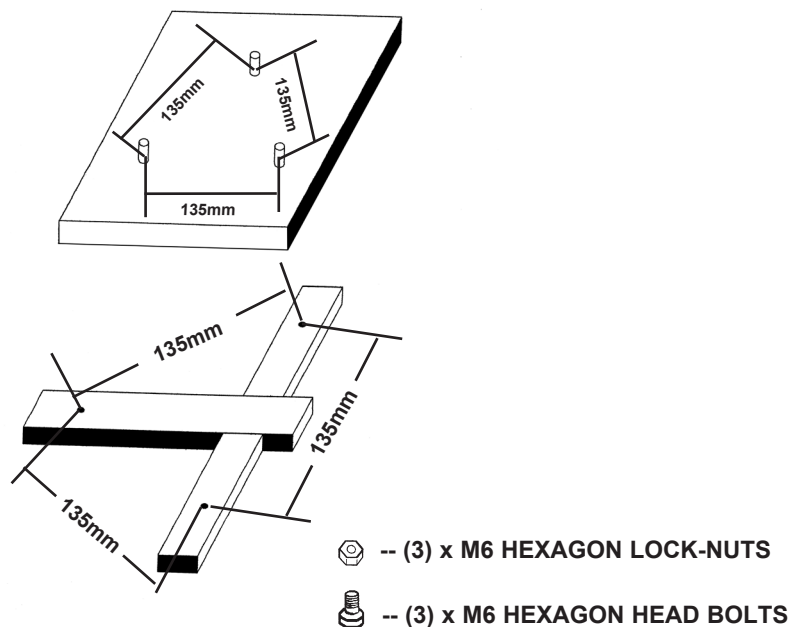 135mm
135mm
135mm
135mm
135mm
135mm
-- (3) x M6 HEXAGON LOCK-NUTS
-- (3) x M6 HEXAGON HEAD BOLTS